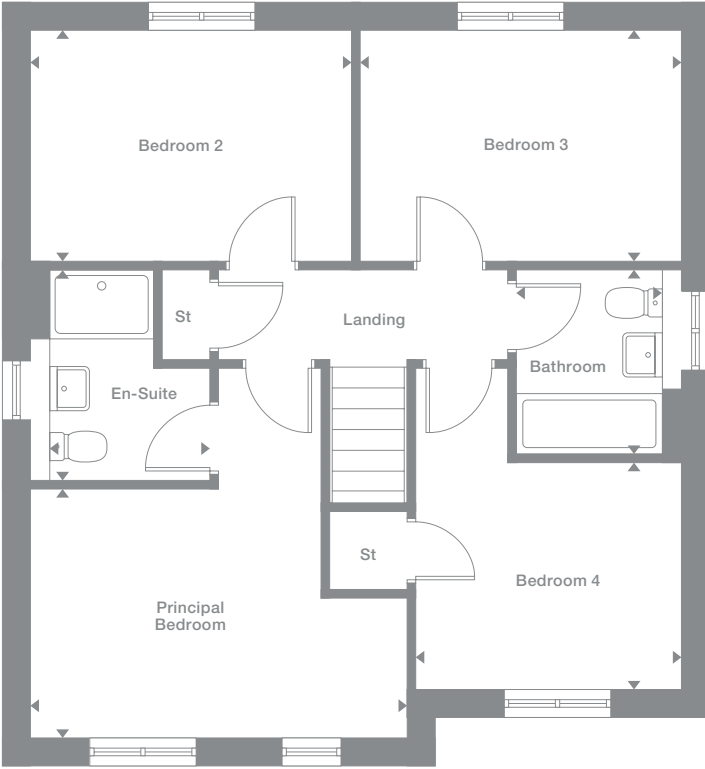 Bedroom 2
Bedroom 3
St
Landing
Bathroom
En-Suite
St
Bedroom 4
Principal
Bedroom